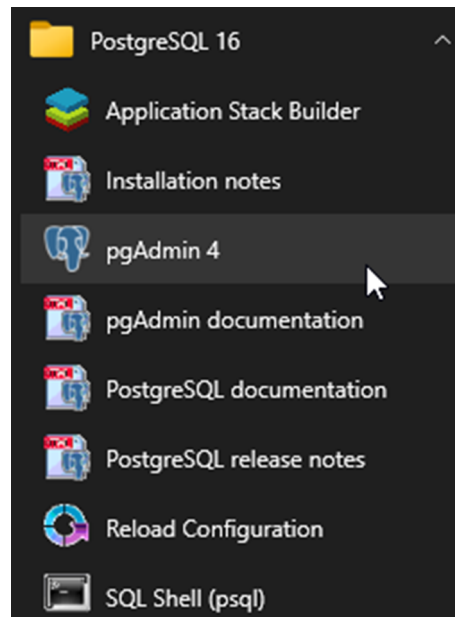 PostgreSQL 16
Application Stack Builder
Installation notes
pgAdmin 4
pgAdmin documentation
PostgreSQL documentation
PostgreSQL release notes
Reload Configuration
SQL Shell (psql)